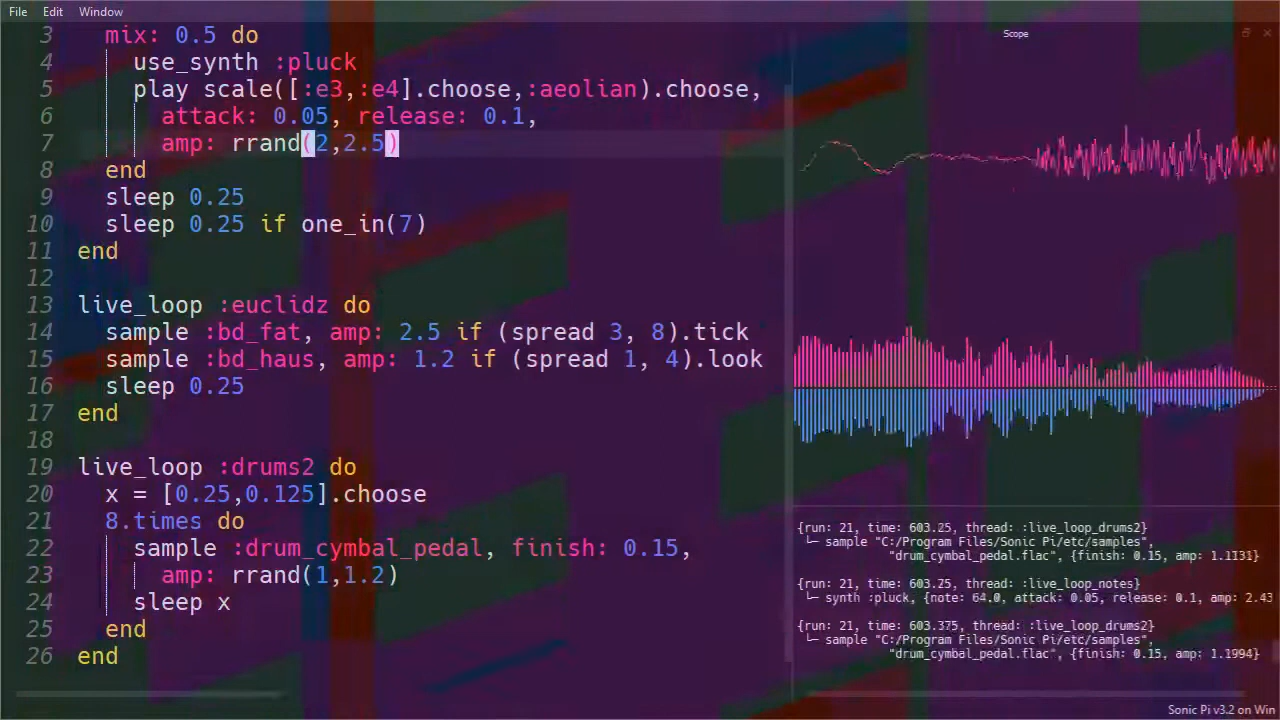 File Edit Window
3 mix: 0.5 do
4 use_synth :pluck
5 play scale([:e3,:e4].choose,:aeolian).choose,
6 attack: 0.05, release: 0.1,
7 amp: rrand(2,2.5)
8 end
9 sleep 0.25
10 sleep 0.25 if one_in(7)
11 end
12
13 live_loop :euclidz do
14 sample :bd_fat, amp: 2.5 if (spread 3, 8).tick
15 sample :bd_haus, amp: 1.2 if (spread 1, 4).look
16 sleep 0.25
17 end
18
19 live_loop :drums2 do
20 x = [0.25,0.125].choose
21 8.times do
22 sample :drum_cymbal_pedal, finish: 0.15,
23 amp: rrand(1,1.2)
24 sleep x
25 end
26 end
Scope
{run: 21, time: 603.25, thread: :live_loop_drums2}
└─ sample "C:/Program Files/Sonic Pi/etc/samples",
"drum_cymbal_pedal.flac", {finish: 0.15, amp: 1.1131}
{run: 21, time: 603.25, thread: :live_loop_notes}
└─ synth :pluck, {note: 64.0, attack: 0.05, release: 0.1, amp: 2.43
{run: 21, time: 603.375, thread: :live_loop_drums2}
└─ sample "C:/Program Files/Sonic Pi/etc/samples",
"drum_cymbal_pedal.flac", {finish: 0.15, amp: 1.1994}
Sonic Pi v3.2 on Win